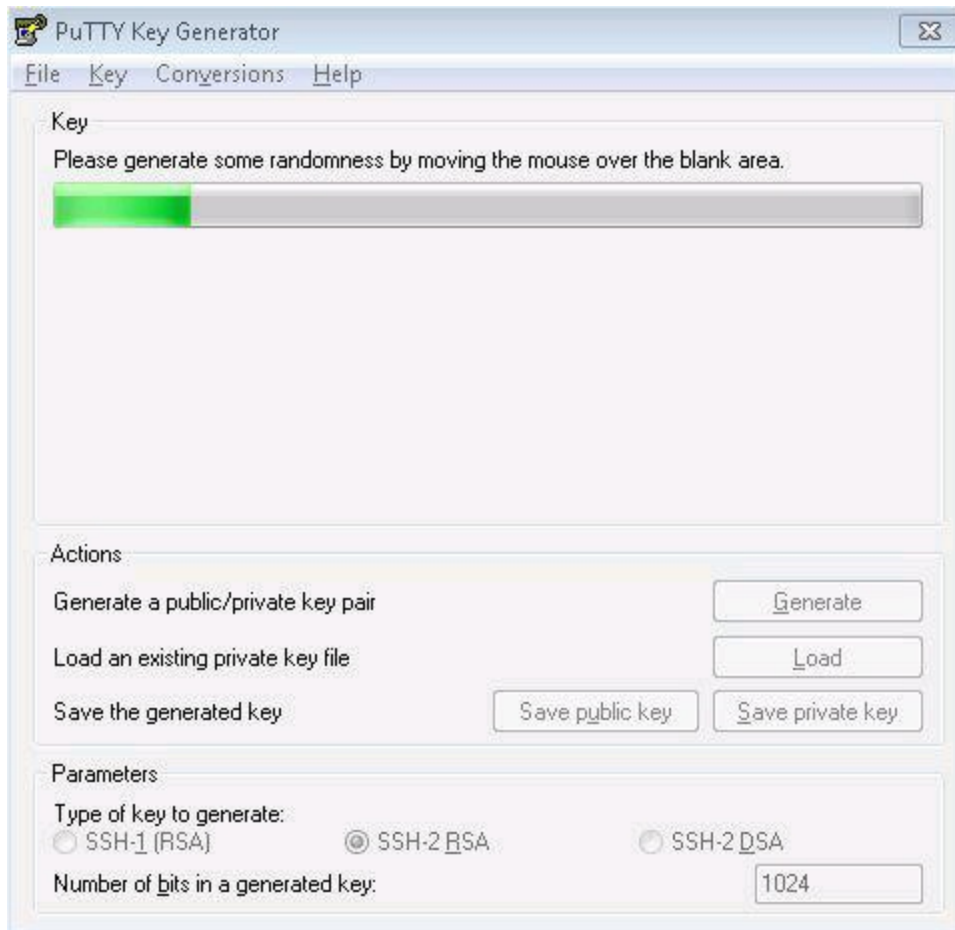 PuTTY Key Generator
File Key Conversions Help
Key
Please generate some randomness by moving the mouse over the blank area.
Actions
Generate a public/private key pair Generate
Load an existing private key file Load
Save the generated key Save public key Save private key
Parameters
Type of key to generate:
SSH-1 (RSA) SSH-2 RSA SSH-2 DSA
Number of bits in a generated key: 1024